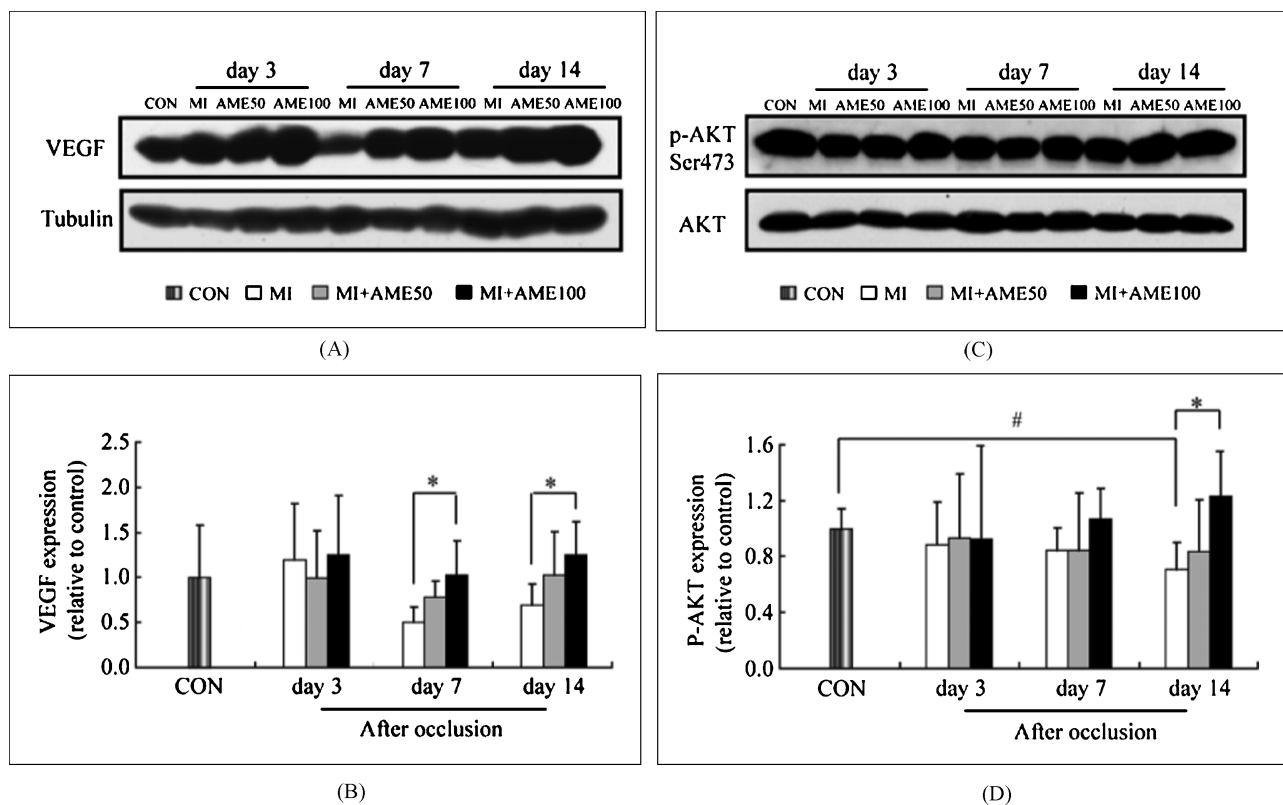 day 3 day 7 day 14
CON MI AME50 AME100 MI AME50 AME100 MI AME50 AME100
VEGF
Tubulin
CON MI MI+AME50 MI+AME100
(A)
day 3 day 7 day 14
CON MI AME50 AME100 MI AME50 AME100 MI AME50 AME100
p-AKT
Ser473
AKT
CON MI MI+AME50 MI+AME100
(C)
VEGF expression
(relative to control)
2.5
2.0
1.5
1.0
0.5
0.0
* *
CON day 3 day 7 day 14
After occlusion
(B)
P-AKT expression
(relative to control)
1.6
1.2
0.8
0.4
0.0
# *
CON day 3 day 7 day 14
After occlusion
(D)